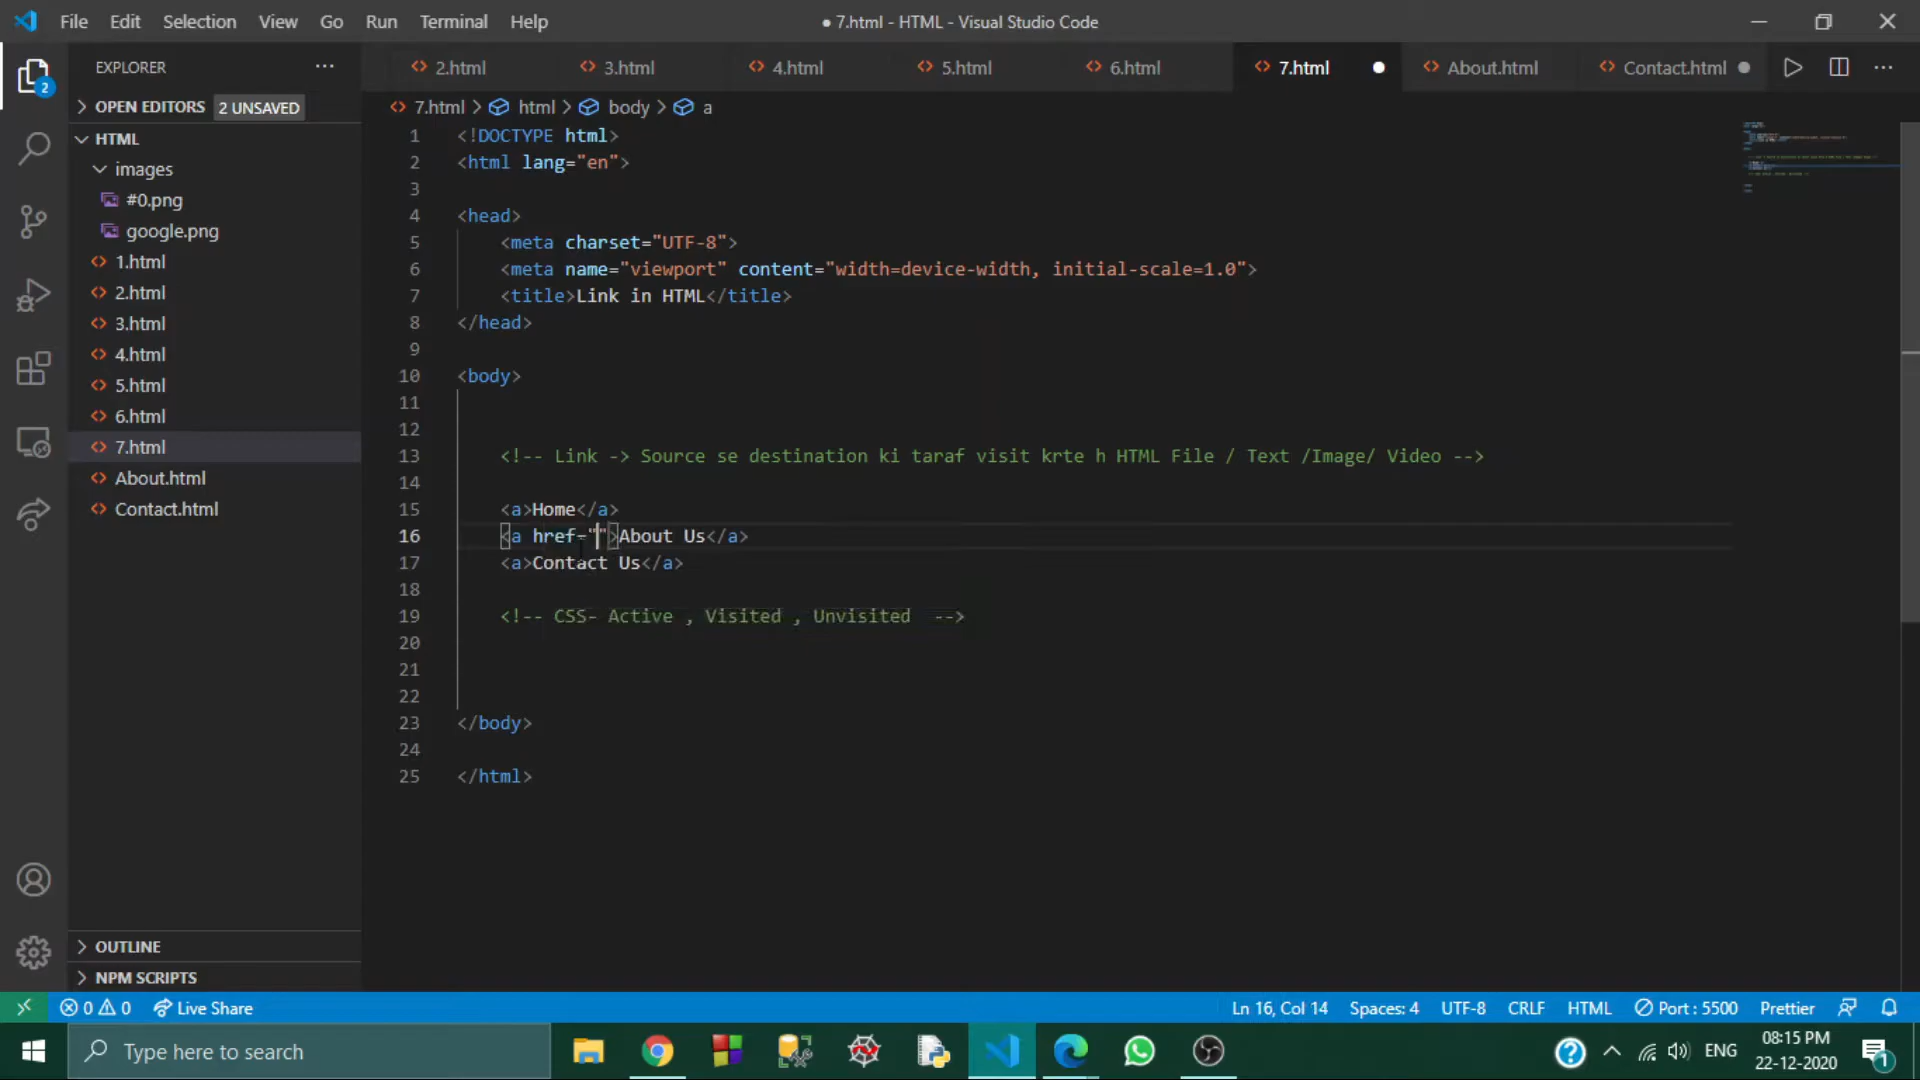 File Edit Selection View Go Run Terminal Help
● 7.html - HTML - Visual Studio Code
EXPLORER ···
2.html 3.html 4.html 5.html 6.html 7.html About.html Contact.html ···
2
OPEN EDITORS 2 UNSAVED
7.html > html > body > a
HTML
images
#0.png
google.png
1.html
2.html
3.html
4.html
5.html
6.html
7.html
About.html
Contact.html
1 <!DOCTYPE html>
2 <html lang="en">
3
4 <head>
5 <meta charset="UTF-8">
6 <meta name="viewport" content="width=device-width, initial-scale=1.0">
7 <title>Link in HTML</title>
8 </head>
9
10 <body>
11
12
13 <!-- Link -> Source se destination ki taraf visit krte h HTML File / Text /Image/ Video -->
14
15 <a>Home</a>
16 <a href="">About Us</a>
17 <a>Contact Us</a>
18
19 <!-- CSS- Active , Visited , Unvisited -->
20
21
22
23 </body>
24
25 </html>
OUTLINE
NPM SCRIPTS
0 0 Live Share Ln 16, Col 14 Spaces: 4 UTF-8 CRLF HTML Port : 5500 Prettier
Type here to search
ENG
08:15 PM
22-12-2020
1